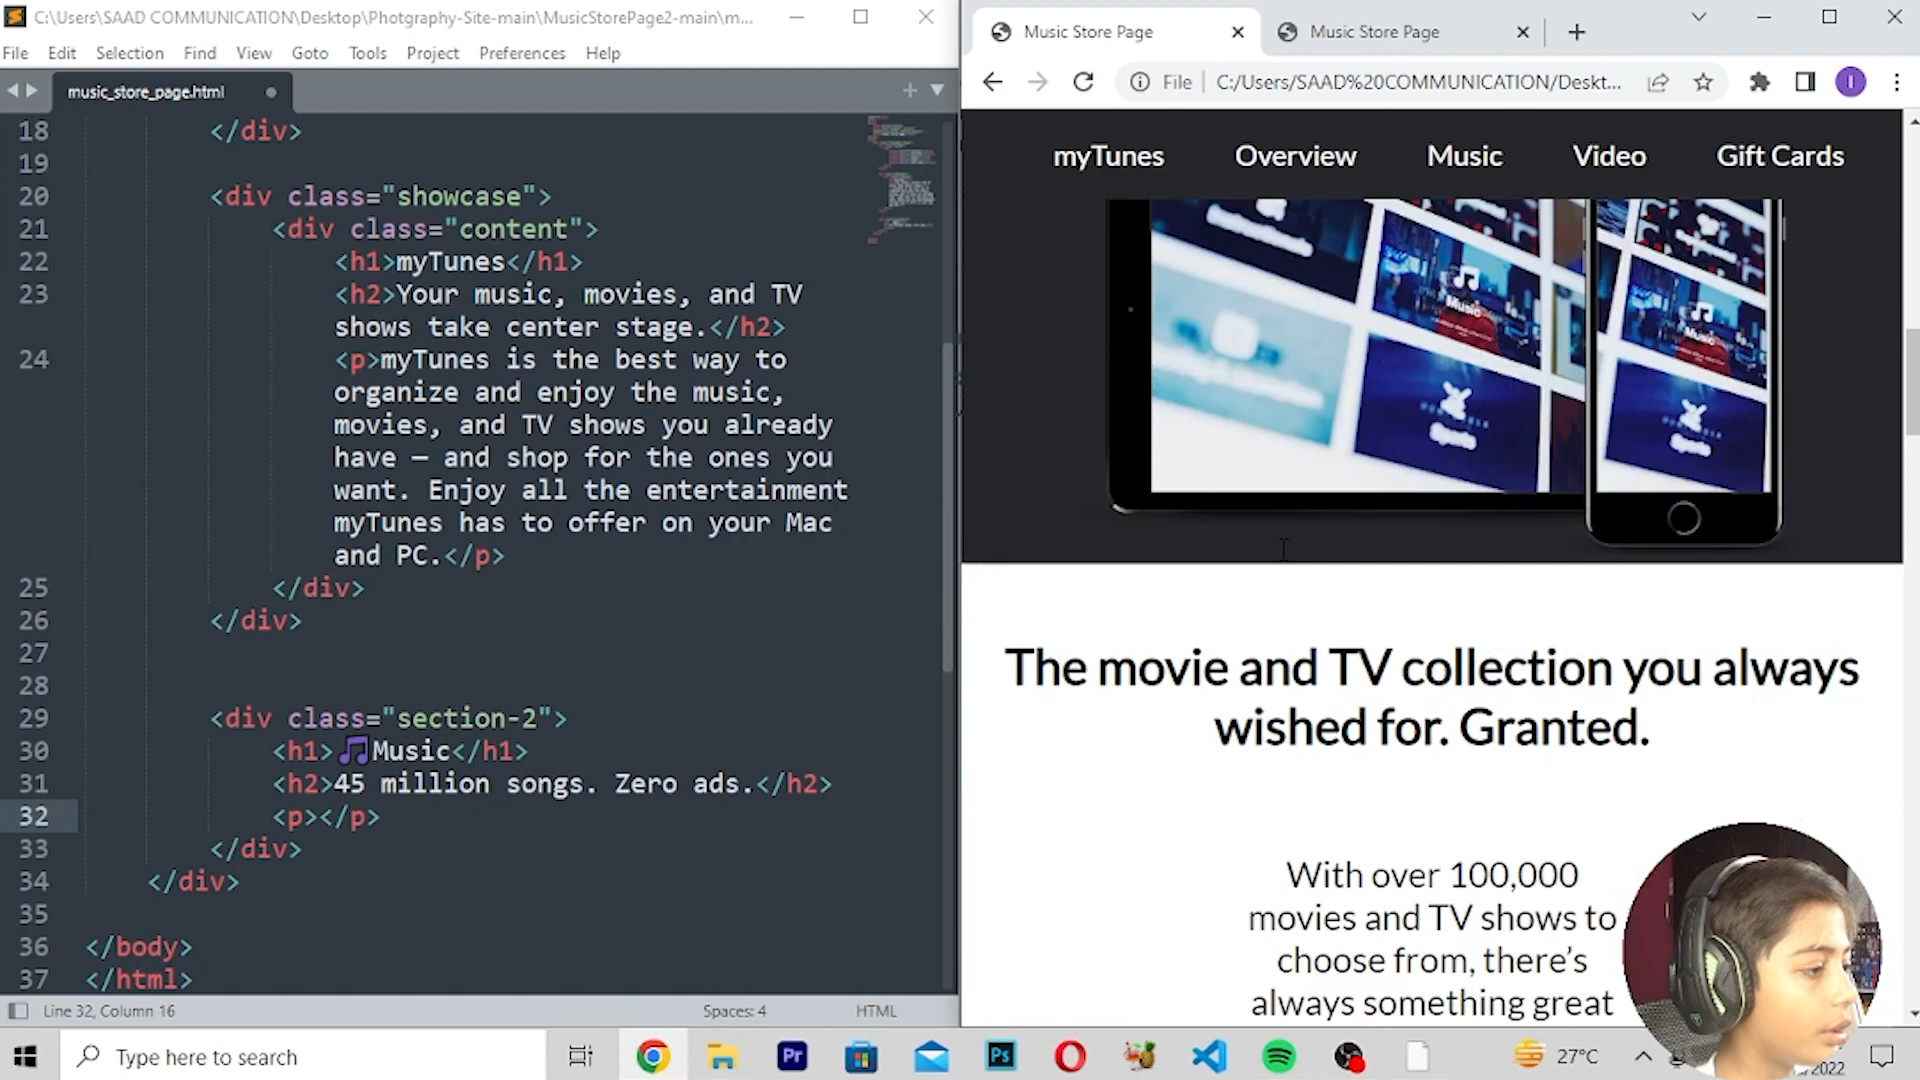 C:\Users\SAAD COMMUNICATION\Desktop\Photgraphy-Site-main\MusicStorePage2-main\m...
File Edit Selection Find View Goto Tools Project Preferences Help
music_store_page.html
18 </div>
19
20 <div class="showcase">
21 <div class="content">
22 <h1>myTunes</h1>
23 <h2>Your music, movies, and TV
shows take center stage.</h2>
24 <p>myTunes is the best way to
organize and enjoy the music,
movies, and TV shows you already
have — and shop for the ones you
want. Enjoy all the entertainment
myTunes has to offer on your Mac
and PC.</p>
25 </div>
26 </div>
27
28
29 <div class="section-2">
30 <h1>🎵Music</h1>
31 <h2>45 million songs. Zero ads.</h2>
32 <p></p>
33 </div>
34 </div>
35
36 </body>
37 </html>
Line 32, Column 16 Spaces: 4 HTML
Music Store Page Music Store Page
File C:/Users/SAAD%20COMMUNICATION/Deskt...
I
myTunes Overview Music Video Gift Cards
Music
Music
The movie and TV collection you always
wished for. Granted.
With over 100,000
movies and TV shows to
choose from, there's
always something great
Type here to search
Pr
Ps
27°C
2022